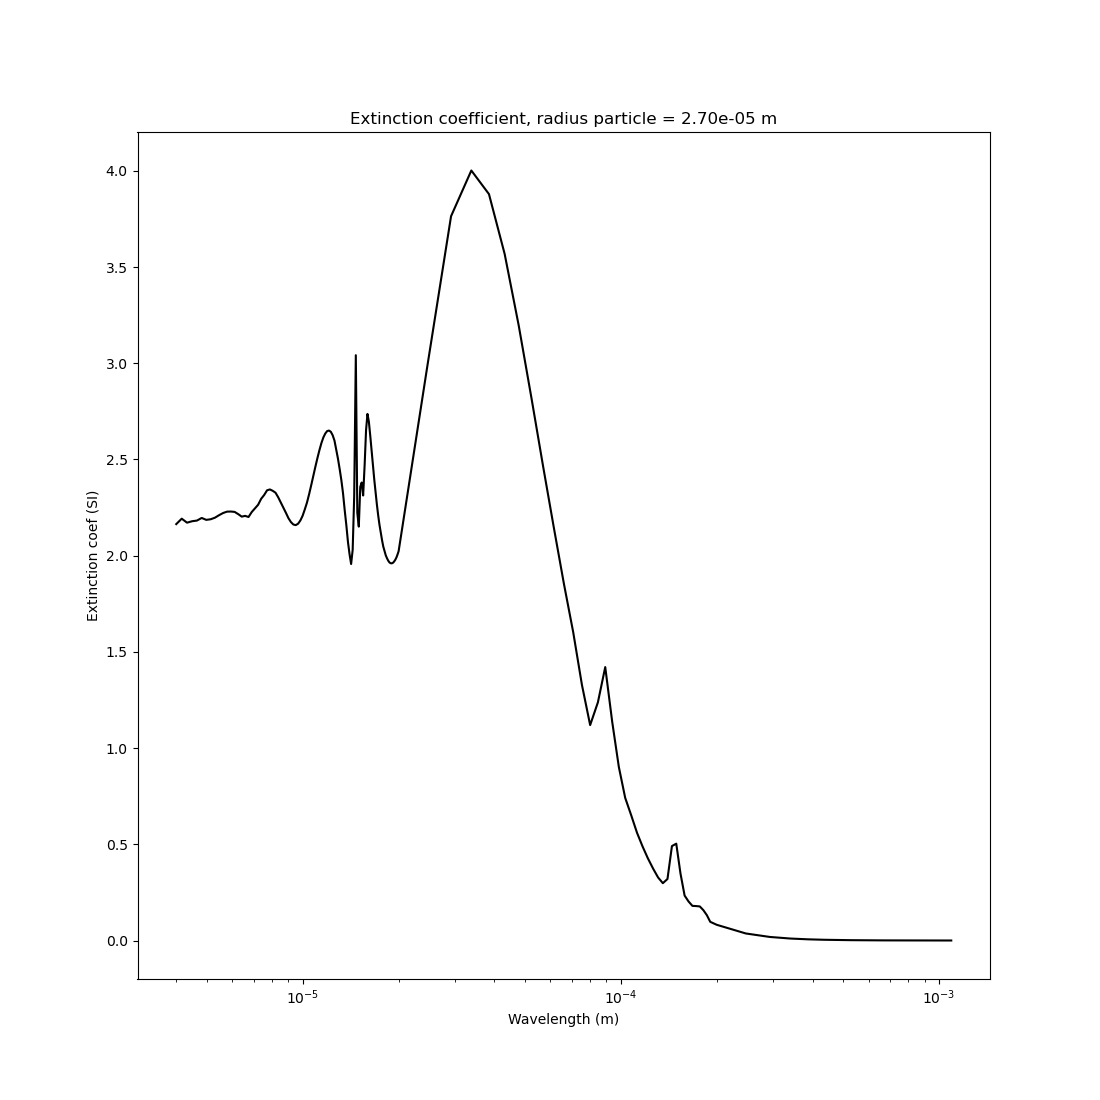 Extinction coefficient, radius particle = 2.70e-05 m
4.0
3.5
3.0
2.5
2.0
1.5
1.0
0.5
0.0
Extinction coef (SI)
10⁻⁵ 10⁻⁴ 10⁻³
Wavelength (m)